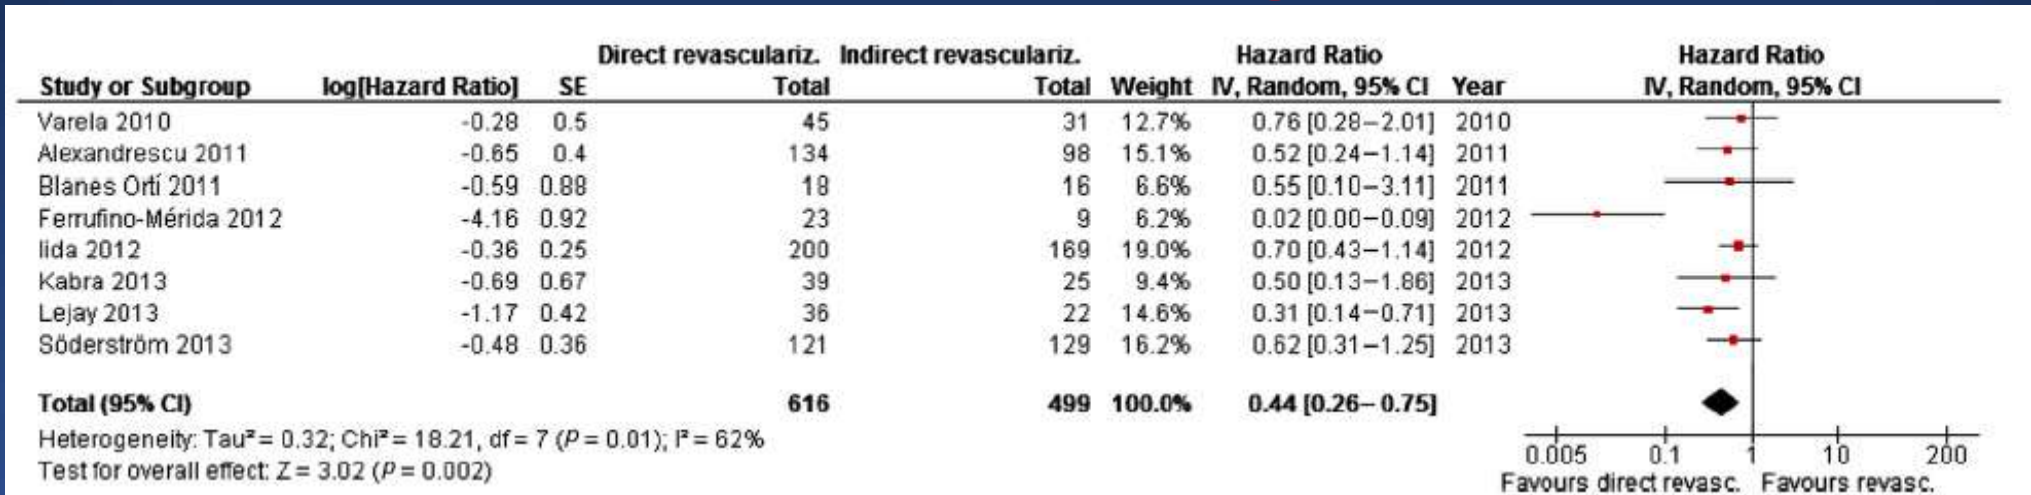 Direct revasculariz. Indirect revasculariz. Hazard Ratio Hazard Ratio
Study or Subgroup log[Hazard Ratio] SE Total Total Weight IV, Random, 95% CI Year IV, Random, 95% CI
Varela 2010 -0.28 0.5 45 31 12.7% 0.76 [0.28–2.01] 2010
Alexandrescu 2011 -0.65 0.4 134 98 15.1% 0.52 [0.24–1.14] 2011
Blanes Ortí 2011 -0.59 0.88 18 16 6.6% 0.55 [0.10–3.11] 2011
Ferrufino-Mérida 2012 -4.16 0.92 23 9 6.2% 0.02 [0.00–0.09] 2012
Iida 2012 -0.36 0.25 200 169 19.0% 0.70 [0.43–1.14] 2012
Kabra 2013 -0.69 0.67 39 25 9.4% 0.50 [0.13–1.86] 2013
Lejay 2013 -1.17 0.42 36 22 14.6% 0.31 [0.14–0.71] 2013
Söderström 2013 -0.48 0.36 121 129 16.2% 0.62 [0.31–1.25] 2013
Total (95% CI) 616 499 100.0% 0.44 [0.26–0.75]
Heterogeneity: Tau² = 0.32; Chi² = 18.21, df = 7 (P = 0.01); I² = 62%
Test for overall effect: Z = 3.02 (P = 0.002)
0.005 0.1 1 10 200
Favours direct revasc. Favours revasc.